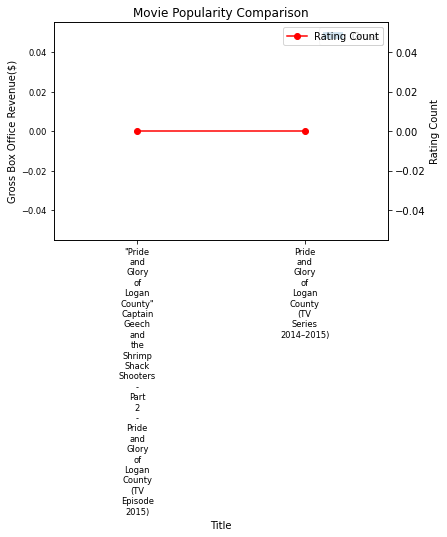 Movie Popularity Comparison
Rating Count
0.04
0.02
0.00
−0.02
−0.04
Gross Box Office Revenue($)
0.04
0.02
0.00
−0.02
−0.04
Rating Count
"Pride
and
Glory
of
Logan
County"
Captain
Geech
and
the
Shrimp
Shack
Shooters
-
Part
2
-
Pride
and
Glory
of
Logan
County
(TV
Episode
2015)
Pride
and
Glory
of
Logan
County
(TV
Series
2014–2015)
Title